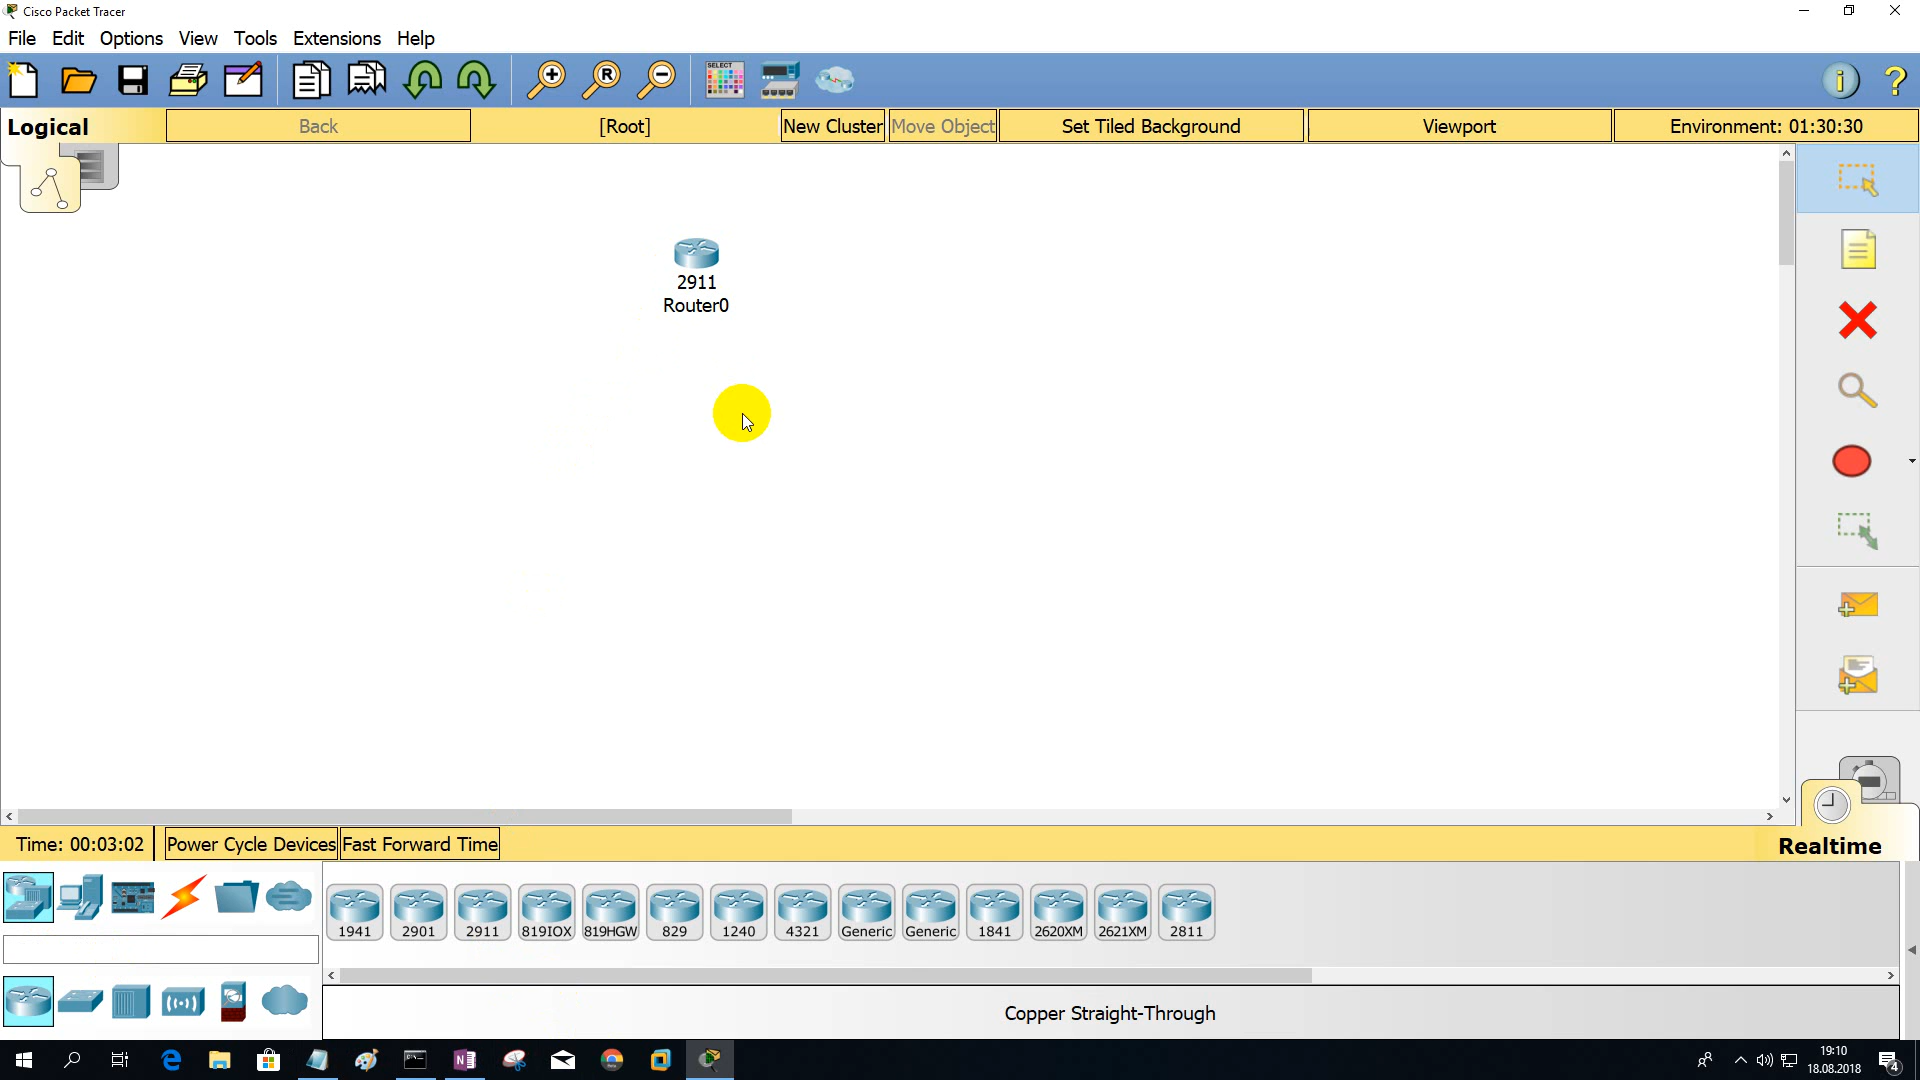 Cisco Packet Tracer
File Edit Options View Tools Extensions Help
SELECT
Logical Back [Root] New Cluster Move Object Set Tiled Background Viewport Environment: 01:30:30
2911
Router0
Time: 00:03:02 Power Cycle Devices Fast Forward Time Realtime
1941 2901 2911 819IOX 819HGW 829 1240 4321 Generic Generic 1841 2620XM 2621XM 2811
Copper Straight-Through
19:10
18.08.2018
4